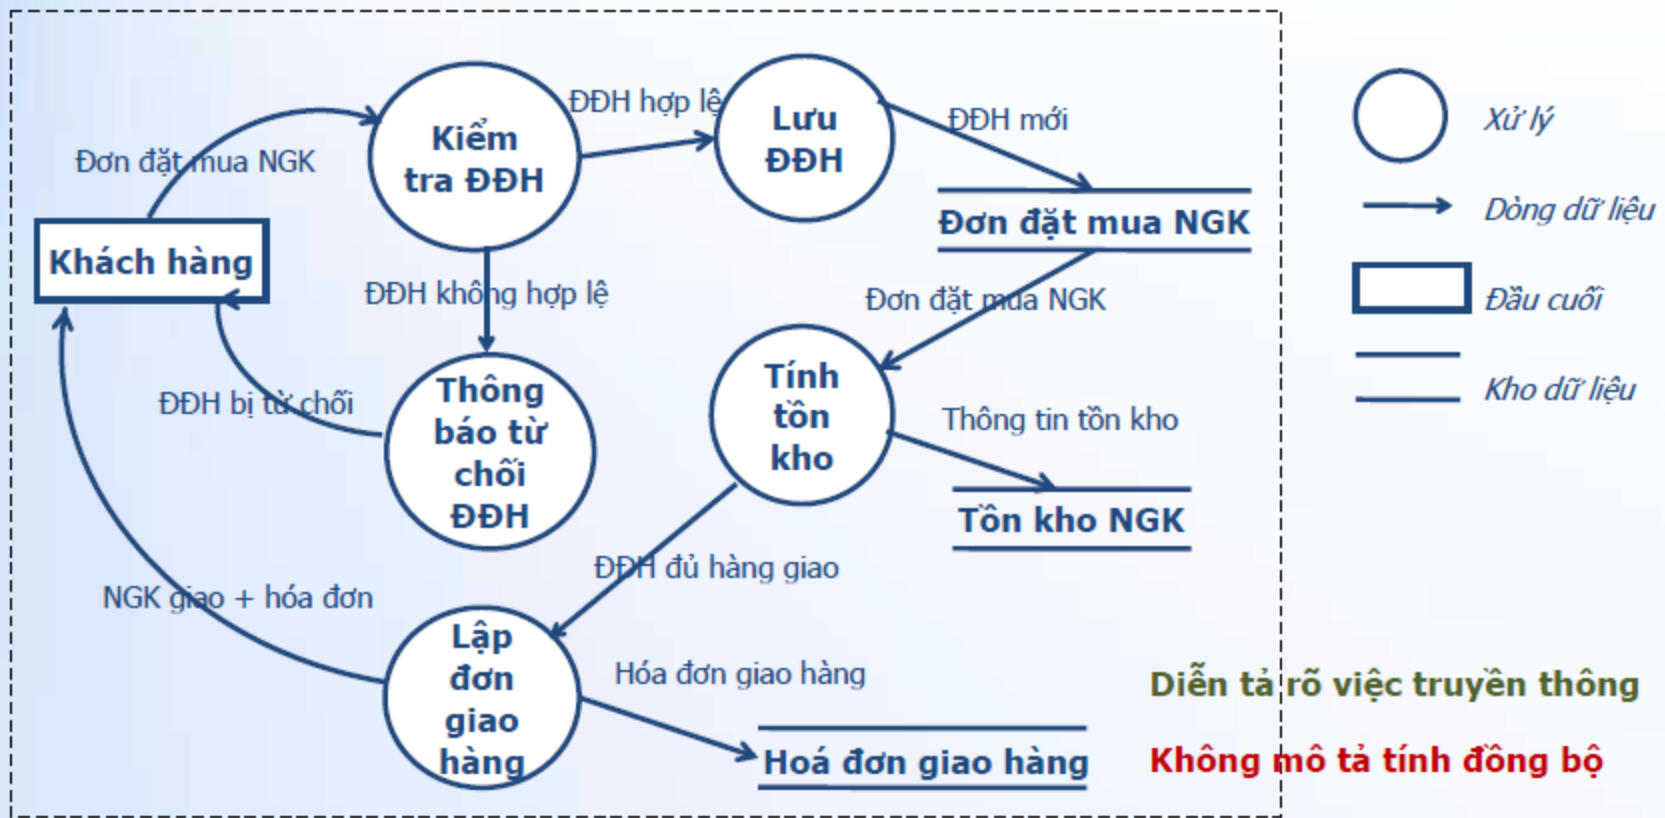 Đơn đặt mua NGK
Kiểm
tra ĐĐH
ĐĐH hợp lệ
Lưu
ĐĐH
ĐĐH mới
Đơn đặt mua NGK
Khách hàng
ĐĐH không hợp lệ
Đơn đặt mua NGK
Thông
báo từ
chối
ĐĐH
ĐĐH bị từ chối
Tính
tồn
kho
Thông tin tồn kho
Tồn kho NGK
ĐĐH đủ hàng giao
NGK giao + hóa đơn
Lập
đơn
giao
hàng
Hóa đơn giao hàng
Hoá đơn giao hàng
Xử lý
Dòng dữ liệu
Đầu cuối
Kho dữ liệu
Diễn tả rõ việc truyền thông
Không mô tả tính đồng bộ